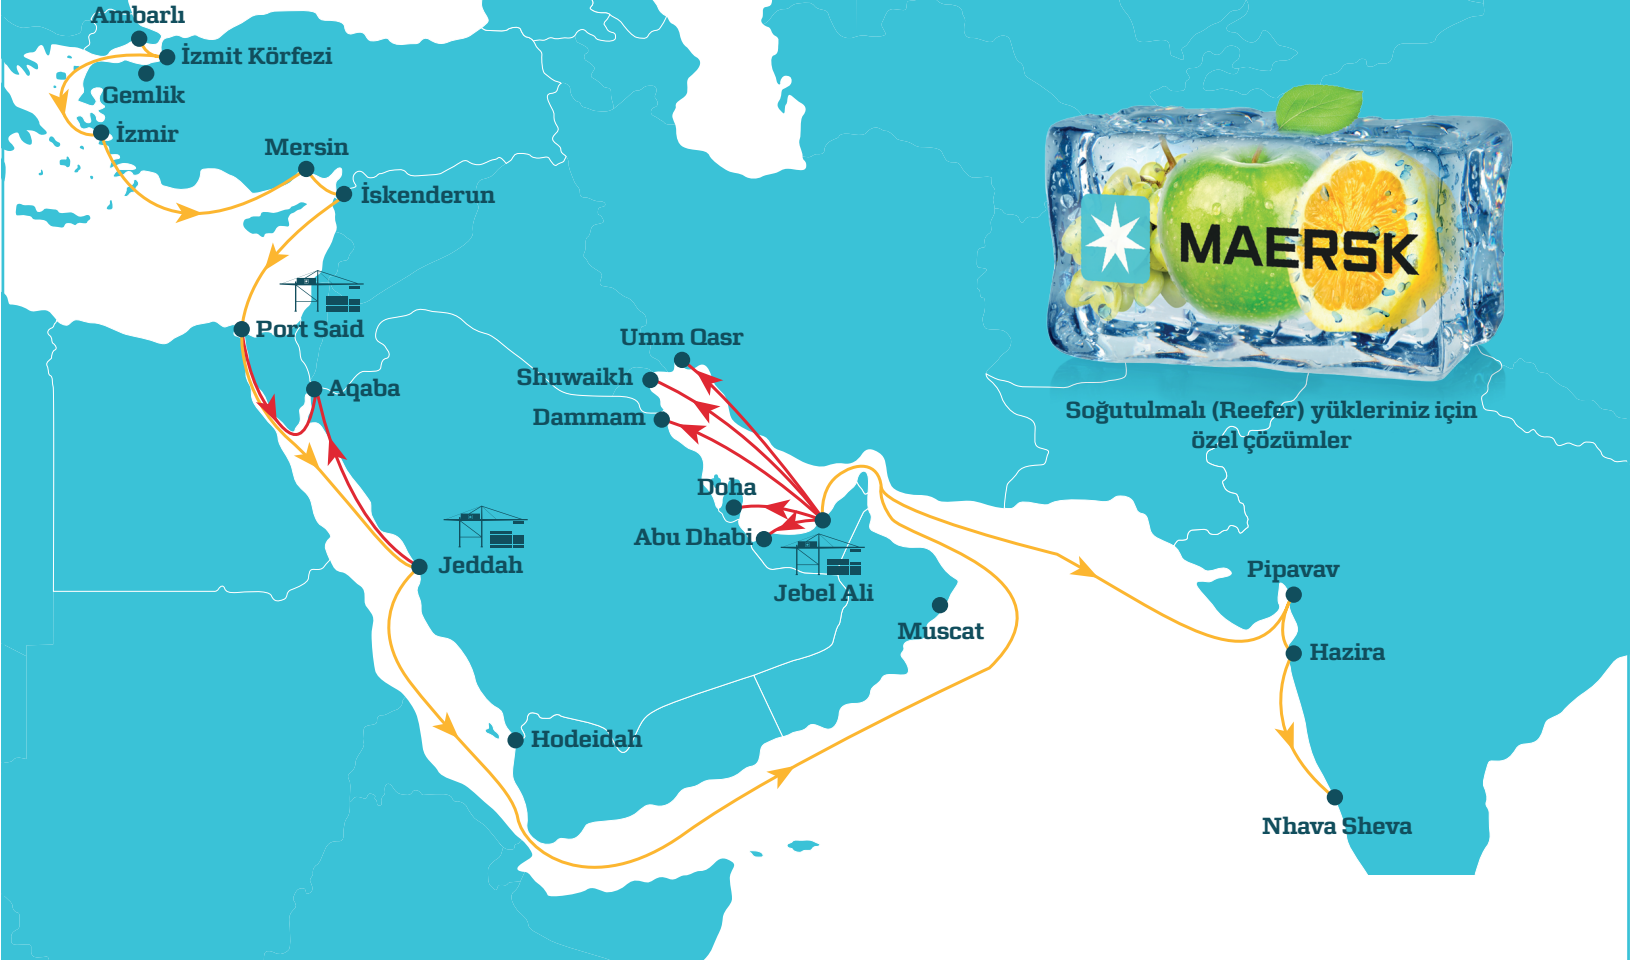 Ambarlı
İzmit Körfezi
Gemlik
İzmir
Mersin
İskenderun
Port Said
Aqaba
Umm Qasr
Shuwaikh
Dammam
Doha
Abu Dhabi
Jebel Ali
Jeddah
Muscat
Hodeidah
MAERSK
Soğutulmalı (Reefer) yükleriniz için
özel çözümler
Pipavav
Hazira
Nhava Sheva